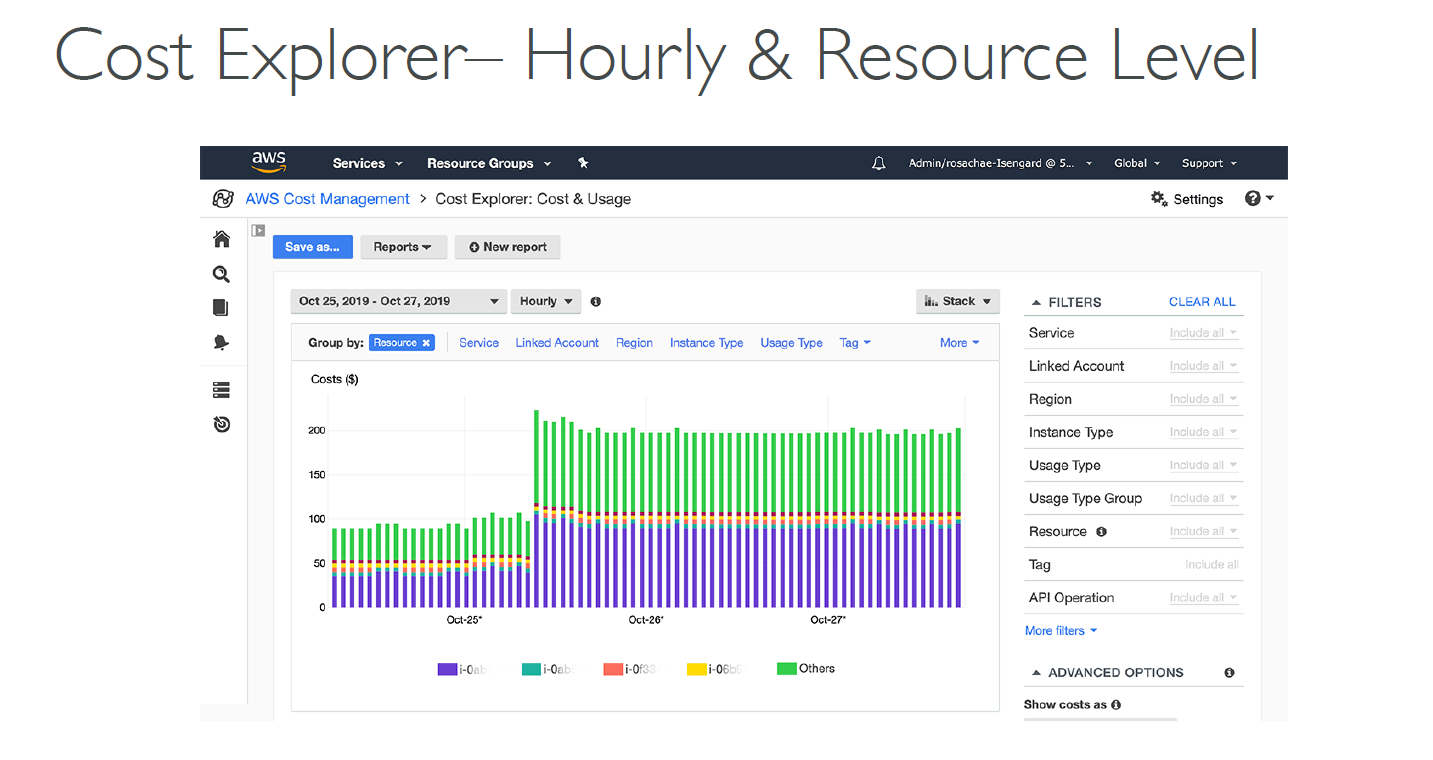 Cost Explorer– Hourly & Resource Level
aws Services Resource Groups Admin/rosachae-Isengard @ 5... Global Support
AWS Cost Management > Cost Explorer: Cost & Usage Settings
Save as... Reports New report
Oct 25, 2019 - Oct 27, 2019 Hourly Stack
Group by: Resource × Service Linked Account Region Instance Type Usage Type Tag More
Costs ($)
200
150
100
50
0
Oct-25* Oct-26* Oct-27*
i-0ab i-0ab i-0f33 i-06b Others
FILTERS CLEAR ALL
Service Include all
Linked Account Include all
Region Include all
Instance Type Include all
Usage Type Include all
Usage Type Group Include all
Resource Include all
Tag Include all
API Operation Include all
More filters
ADVANCED OPTIONS
Show costs as